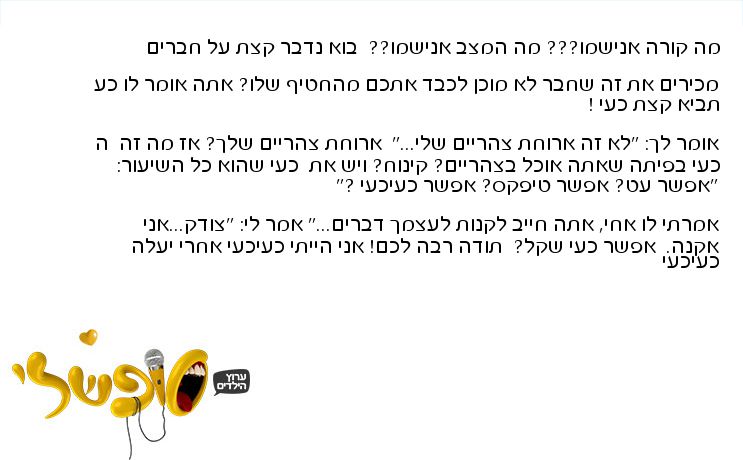 מה קורה אנישמו??? מה המצב אנישמו?? בוא נדבר קצת על חברים
מכירים את זה שחבר לא מוכן לכבד אתכם מהחטיף שלו? אתה אומר לו כע
תביא קצת כעי !
אומר לך: "לא זה ארוחת צהריים שלי..." ארוחת צהריים שלך? אז מה זה ה
כעי בפיתה שאתה אוכל בצהריים? קינוח? ויש את כעי שהוא כל השיעור:
"אפשר עט? אפשר טיפקס? אפשר כעיכעי ?"
אמרתי לו אחי, אתה חייב לקנות לעצמך דברים..." אמר לי: "צודק...אני
אקנה. אפשר כעי שקל? תודה רבה לכם! אני הייתי כעיכעי אחרי יעלה
כעיכעי
סופשלי
ערוץ
הילדים